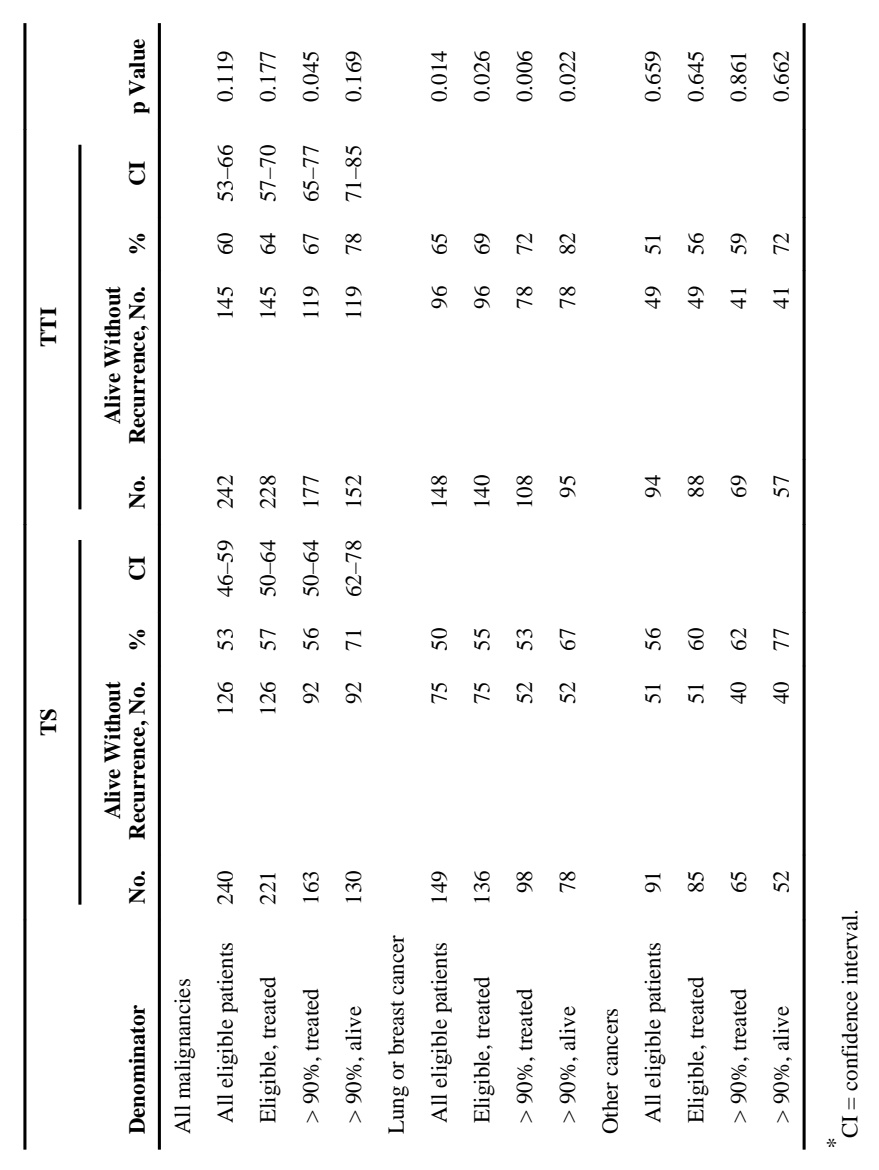 TS TTI
Alive Without Alive Without
Denominator No. Recurrence, No. % CI No. Recurrence, No. % CI p Value
All malignancies
All eligible patients 240 126 53 46–59 242 145 60 53–66 0.119
Eligible, treated 221 126 57 50–64 228 145 64 57–70 0.177
> 90%, treated 163 92 56 50–64 177 119 67 65–77 0.045
> 90%, alive 130 92 71 62–78 152 119 78 71–85 0.169
Lung or breast cancer
All eligible patients 149 75 50 148 96 65 0.014
Eligible, treated 136 75 55 140 96 69 0.026
> 90%, treated 98 52 53 108 78 72 0.006
> 90%, alive 78 52 67 95 78 82 0.022
Other cancers
All eligible patients 91 51 56 94 49 51 0.659
Eligible, treated 85 51 60 88 49 56 0.645
> 90%, treated 65 40 62 69 41 59 0.861
> 90%, alive 52 40 77 57 41 72 0.662
* CI = confidence interval.